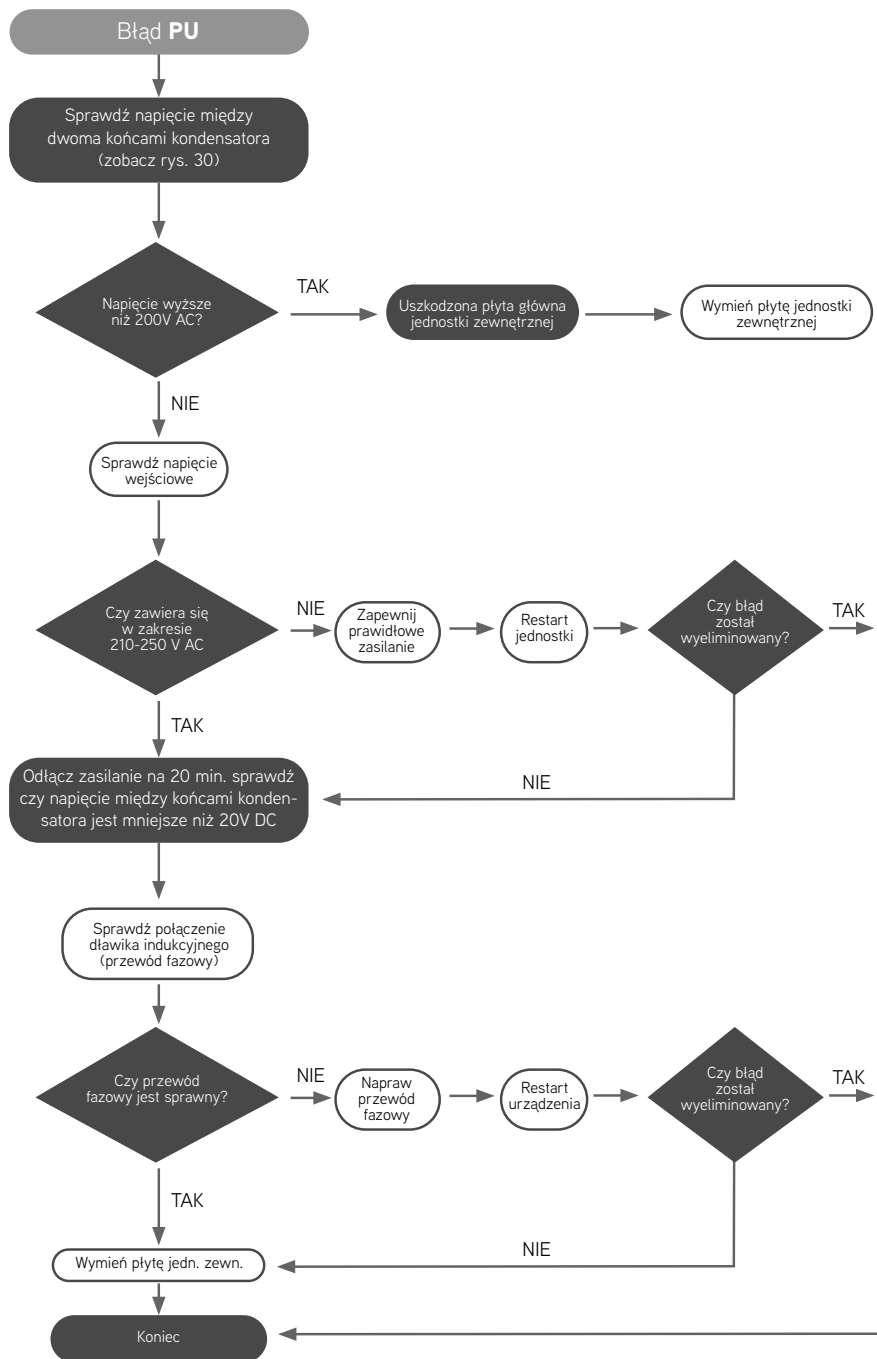 Błąd PU
Sprawdź napięcie między
dwoma końcami kondensatora
(zobacz rys. 30)
Napięcie wyższe
niż 200V AC?
TAK
Uszkodzona płyta główna
jednostki zewnętrznej
Wymień płytę jednostki
zewnętrznej
NIE
Sprawdź napięcie
wejściowe
Czy zawiera się
w zakresie
210-250 V AC
NIE
Zapewnij
prawidłowe
zasilanie
Restart
jednostki
Czy błąd
został
wyeliminowany?
TAK
TAK
NIE
Odłącz zasilanie na 20 min. sprawdź
czy napięcie między końcami konden-
satora jest mniejsze niż 20V DC
Sprawdź połączenie
dławika indukcyjnego
(przewód fazowy)
Czy przewód
fazowy jest sprawny?
NIE
Napraw
przewód
fazowy
Restart
urządzenia
Czy błąd
został
wyeliminowany?
TAK
TAK
NIE
Wymień płytę jedn. zewn.
Koniec